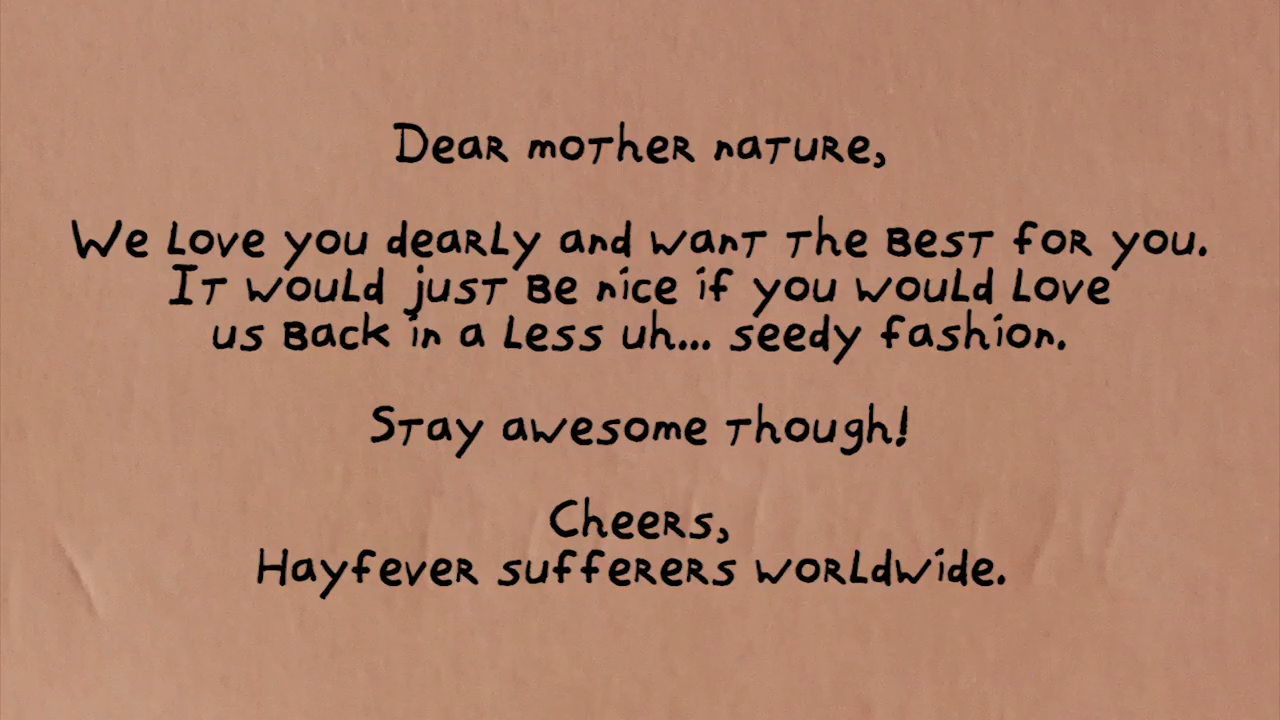 Dear mother nature,
We love you dearly and want the best for you.
It would just be nice if you would love
us back in a less uh... seedy fashion.
Stay awesome though!
Cheers,
Hayfever sufferers worldwide.